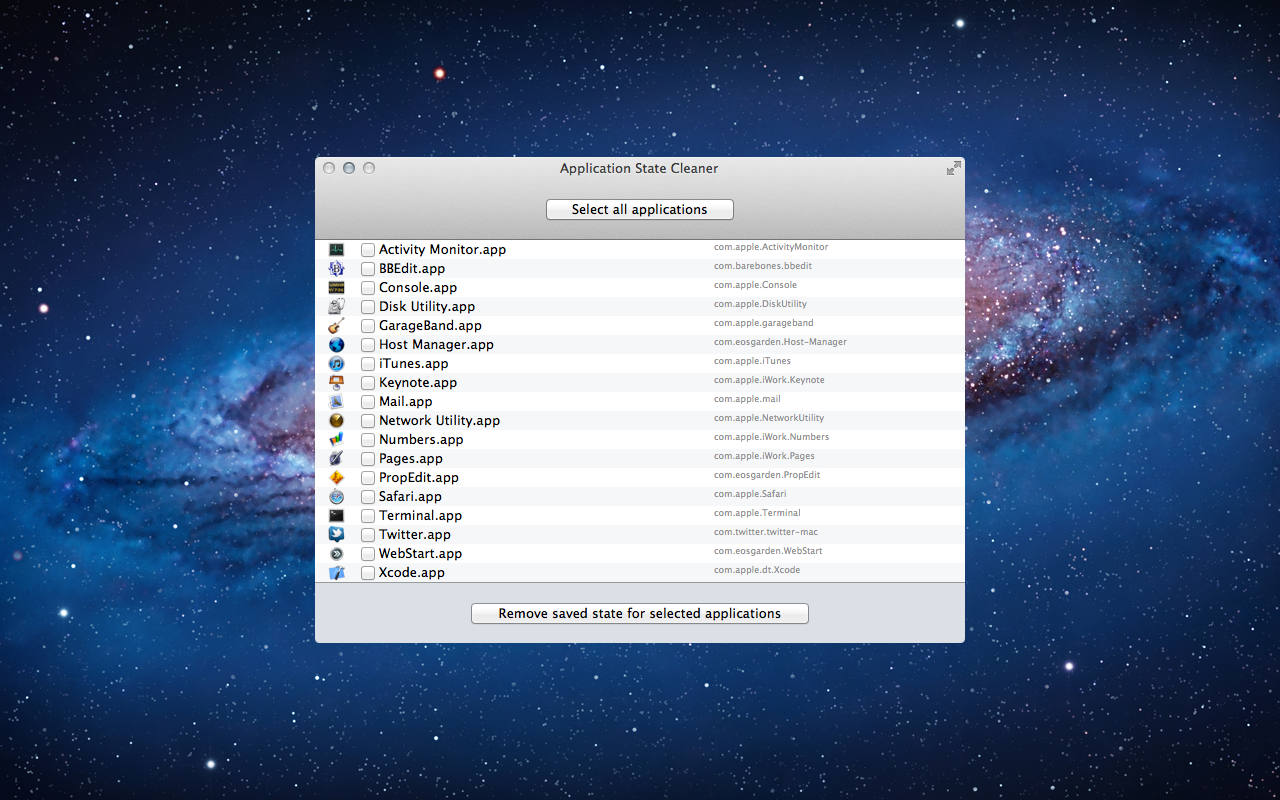 Application State Cleaner
Select all applications
Activity Monitor.app com.apple.ActivityMonitor
BBEdit.app com.barebones.bbedit
Console.app com.apple.Console
Disk Utility.app com.apple.DiskUtility
GarageBand.app com.apple.garageband
Host Manager.app com.eosgarden.Host-Manager
iTunes.app com.apple.iTunes
Keynote.app com.apple.iWork.Keynote
Mail.app com.apple.mail
Network Utility.app com.apple.NetworkUtility
Numbers.app com.apple.iWork.Numbers
Pages.app com.apple.iWork.Pages
PropEdit.app com.eosgarden.PropEdit
Safari.app com.apple.Safari
Terminal.app com.apple.Terminal
Twitter.app com.twitter.twitter-mac
WebStart.app com.eosgarden.WebStart
Xcode.app com.apple.dt.Xcode
Remove saved state for selected applications